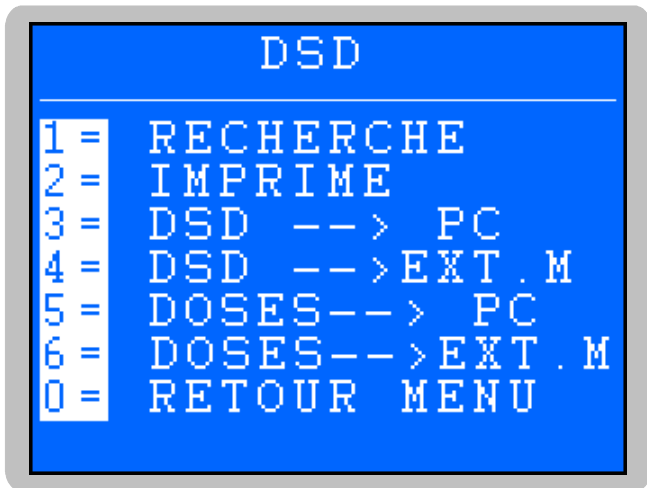 DSD
1 = RECHERCHE
2 = IMPRIME
3 = DSD --> PC
4 = DSD -->EXT.M
5 = DOSES--> PC
6 = DOSES-->EXT.M
0 = RETOUR MENU